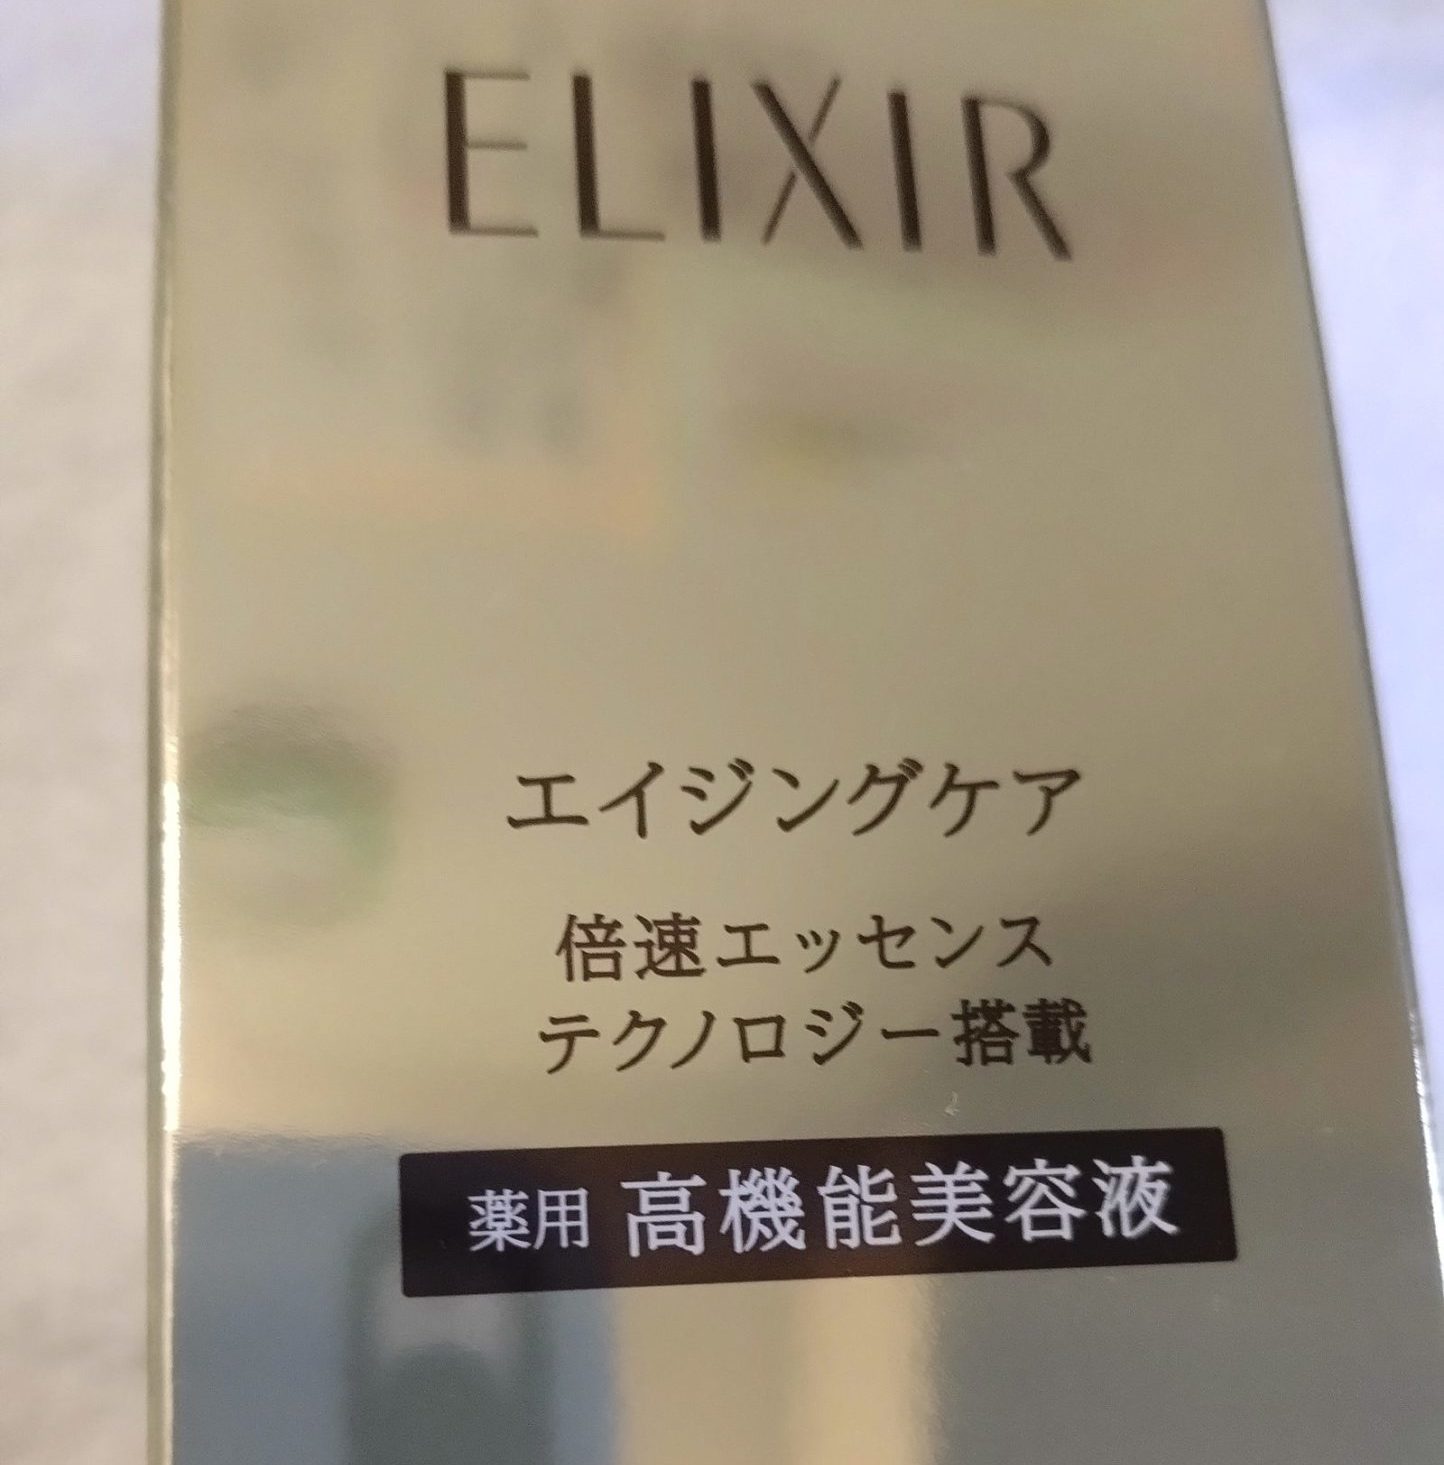 ELIXIR
エイジングケア
倍速エッセンス
テクノロジー搭載
薬用 高機能美容液